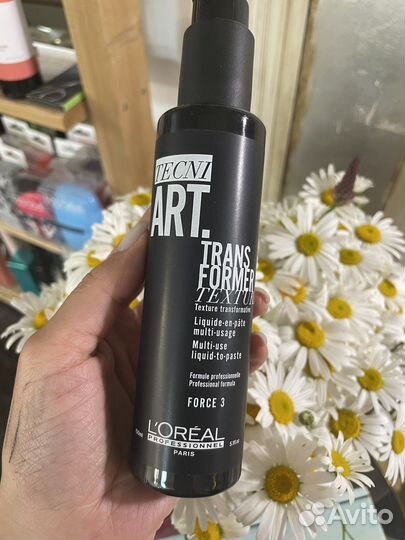 TECNI
ART.
TRANS
FORMER
TEXTU
Texture transformative
Liquide-en-pâte
multi-usage
Multi-use
liquid-to-paste
Formule professionnelle
Professional formula
FORCE 3
L'ORÉAL
PROFESSIONNEL
PARIS
Avito